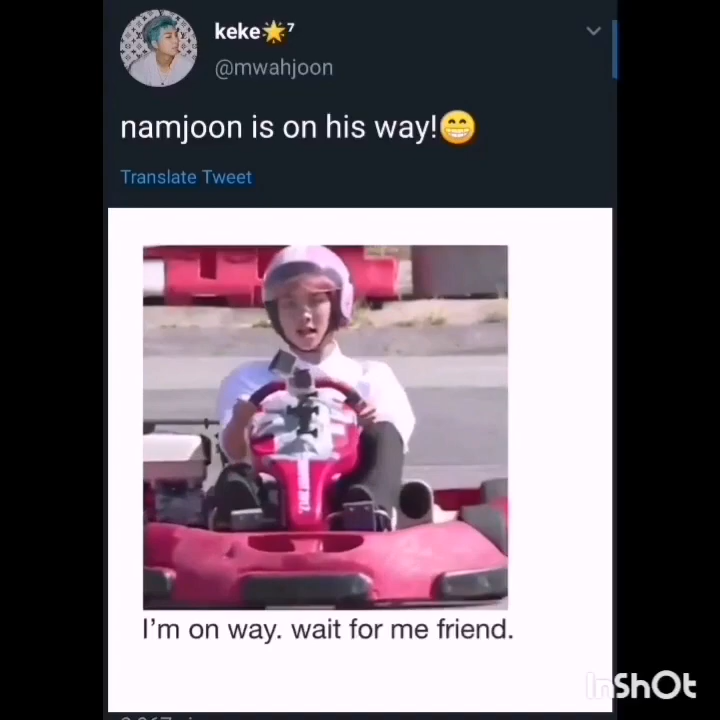 keke🌟⁷
@mwahjoon
namjoon is on his way!😁
Translate Tweet
I'm on way. wait for me friend.
InShOt